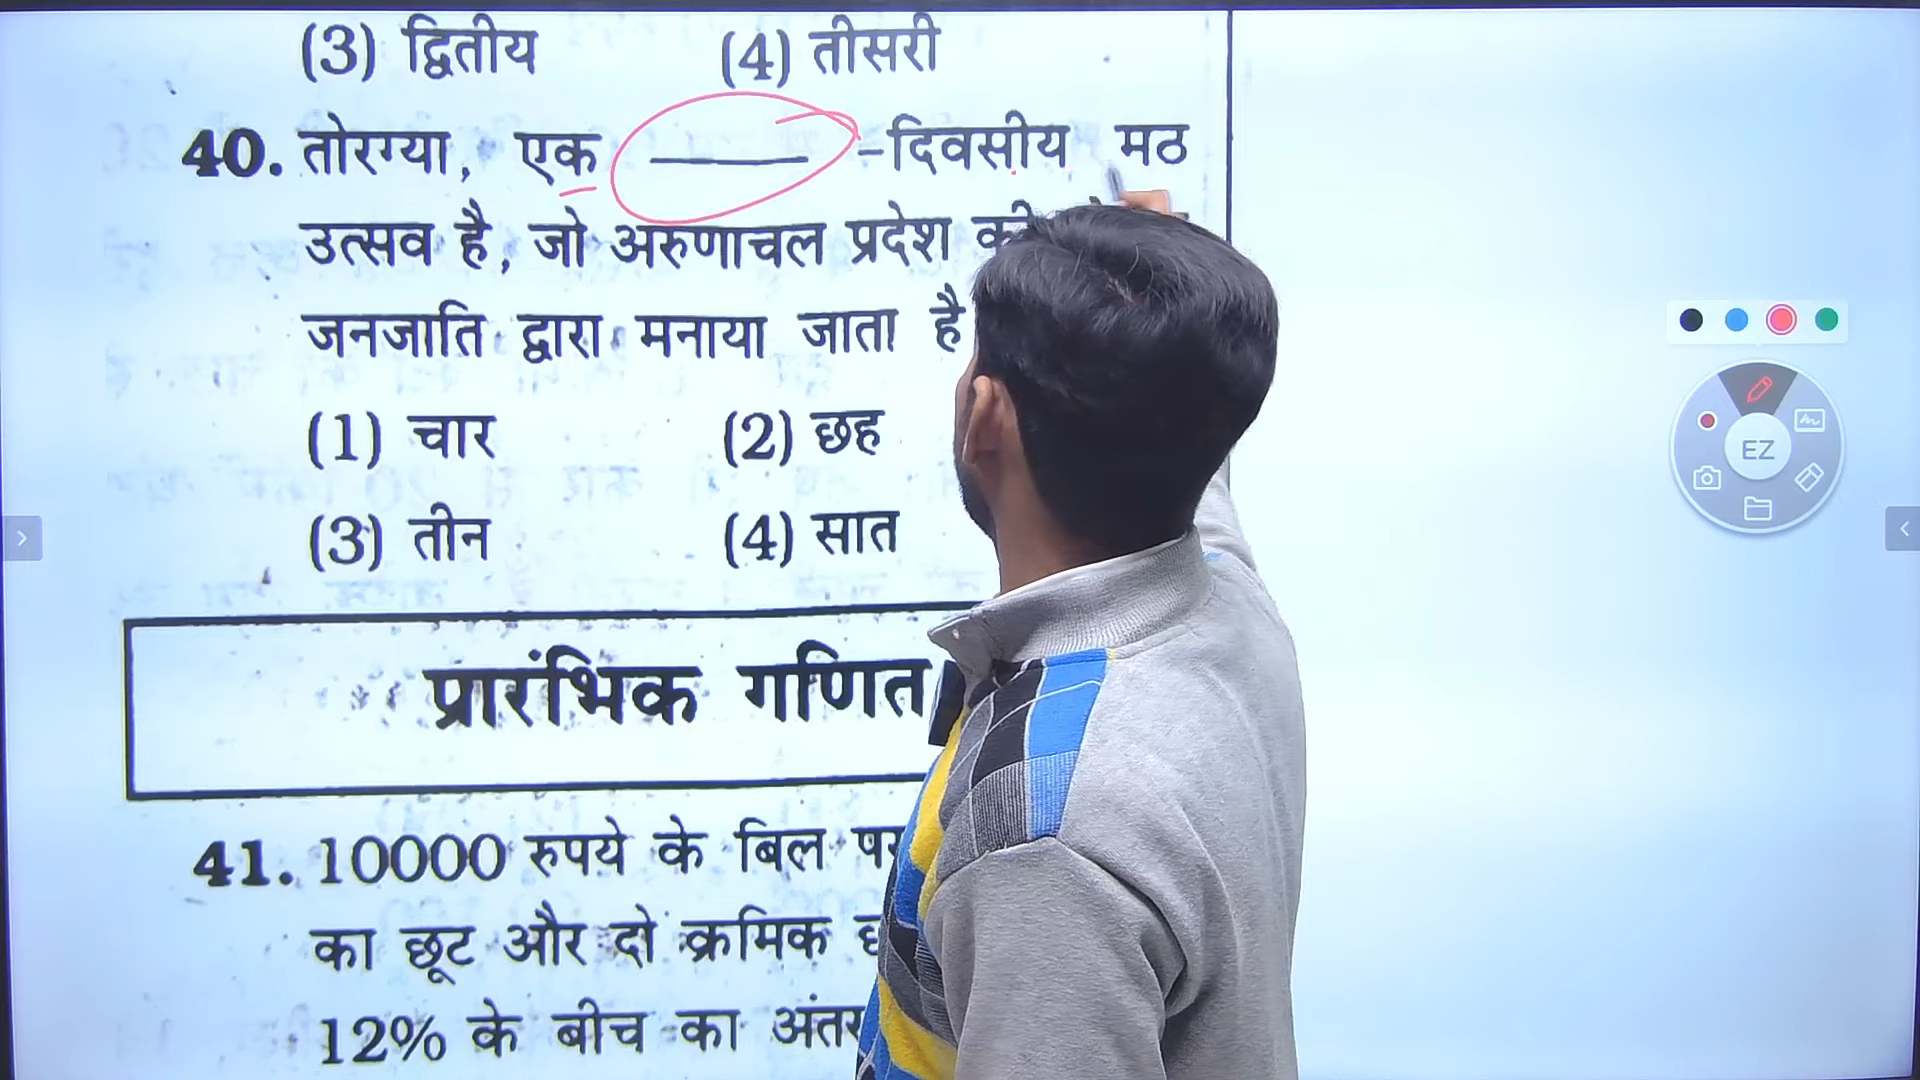 (3) द्वितीय (4) तीसरी
40. तोरग्या, एक ______ -दिवसीय मठ
उत्सव है, जो अरुणाचल प्रदेश की
जनजाति द्वारा मनाया जाता है
(1) चार (2) छह
(3) तीन (4) सात
प्रारंभिक गणित
41. 10000 रुपये के बिल पर
का छूट और दो क्रमिक
12% के बीच का अंतर
EZ